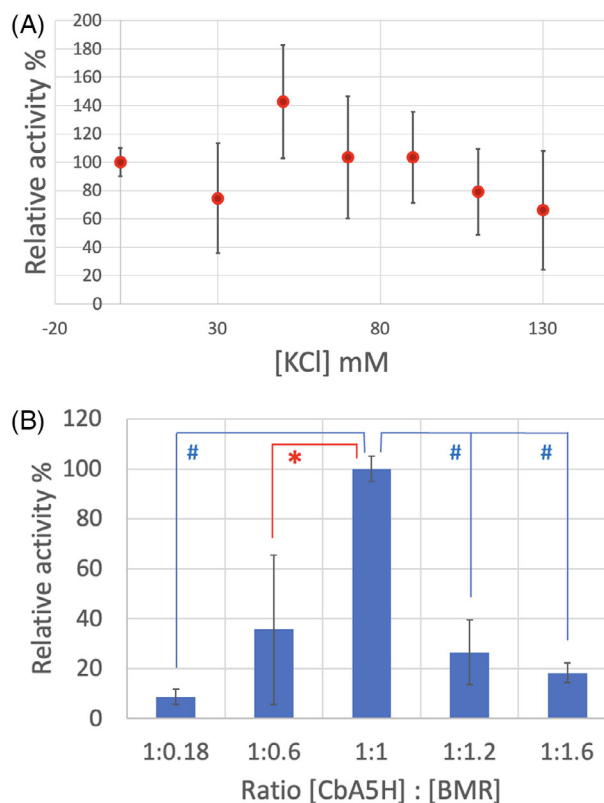 (A)
Relative activity %
200
180
160
140
120
100
80
60
40
20
0
-20 30 80 130
[KCl] mM
(B)
Relative activity %
120
100
80
60
40
20
0
# * # #
1:0.18 1:0.6 1:1 1:1.2 1:1.6
Ratio [CbA5H] : [BMR]